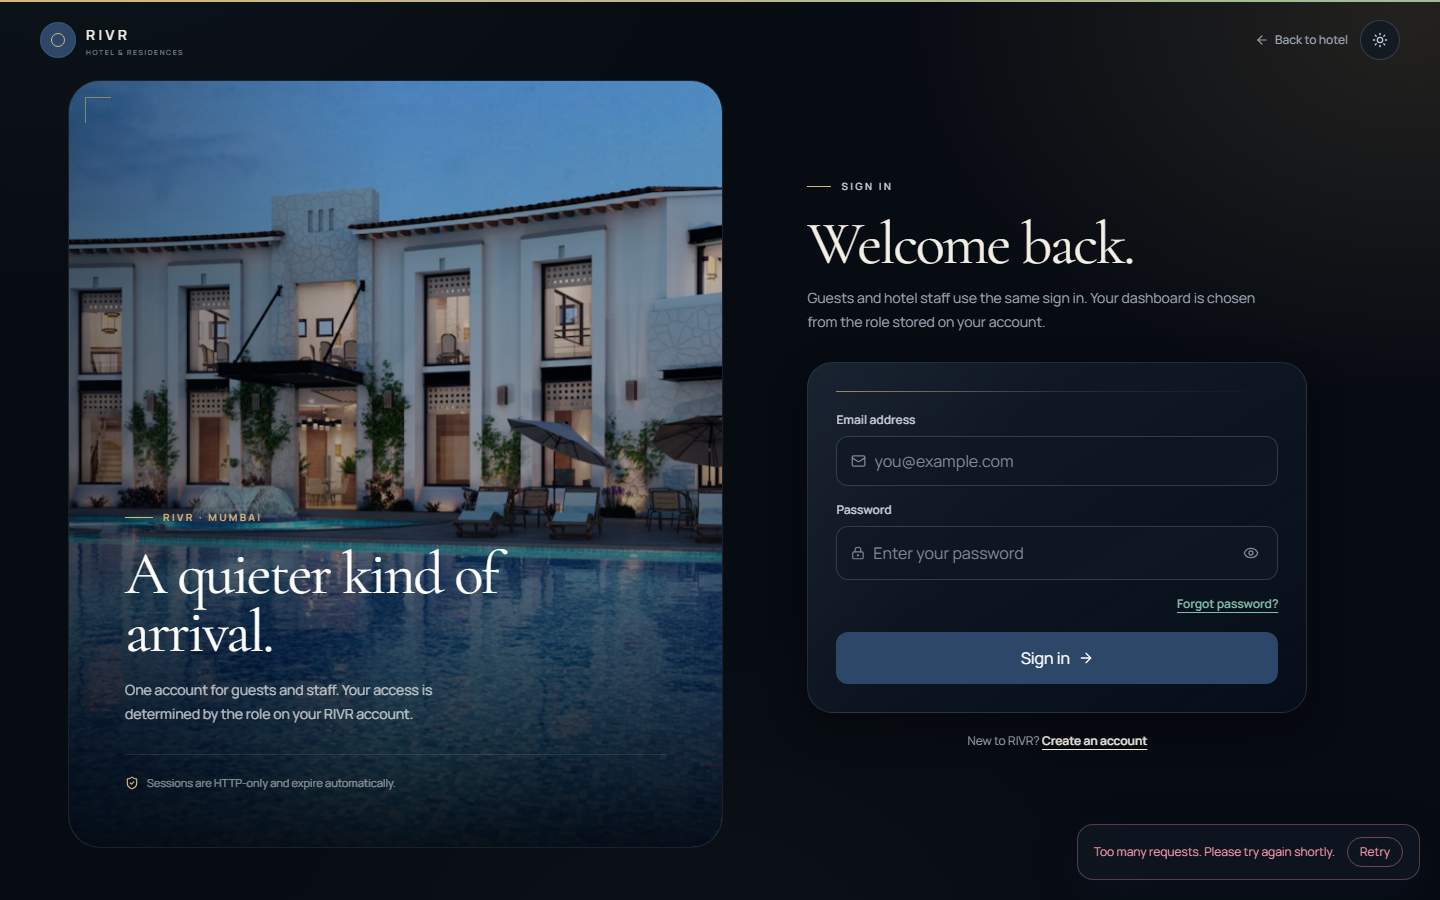 RIVR
HOTEL & RESIDENCES
Back to hotel
RIVR · MUMBAI
A quieter kind of
arrival.
One account for guests and staff. Your access is
determined by the role on your RIVR account.
Sessions are HTTP-only and expire automatically.
SIGN IN
Welcome back.
Guests and hotel staff use the same sign in. Your dashboard is chosen
from the role stored on your account.
Email address
you@example.com
Password
Enter your password
Forgot password?
Sign in
New to RIVR? Create an account
Too many requests. Please try again shortly. Retry